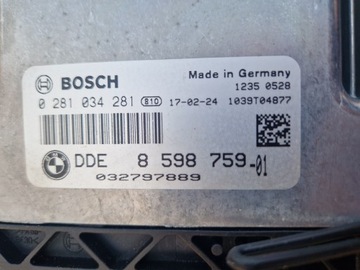 BOSCH
Made in Germany
1235 0528
0 281 034 281 B10 17-02-24 1039T04877
DDE 8 598 759-01
032797889